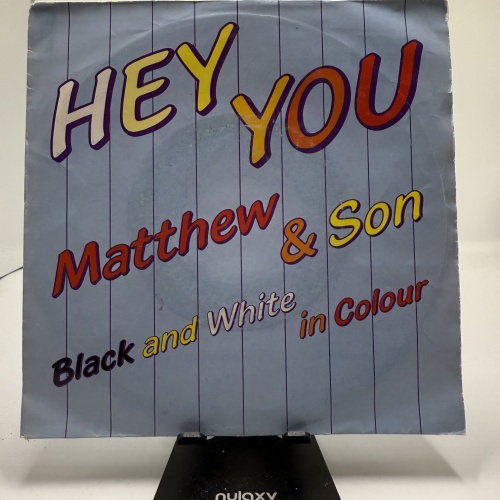 HEY YOU
Matthew & Son
Black and White in Colour
nulaxy